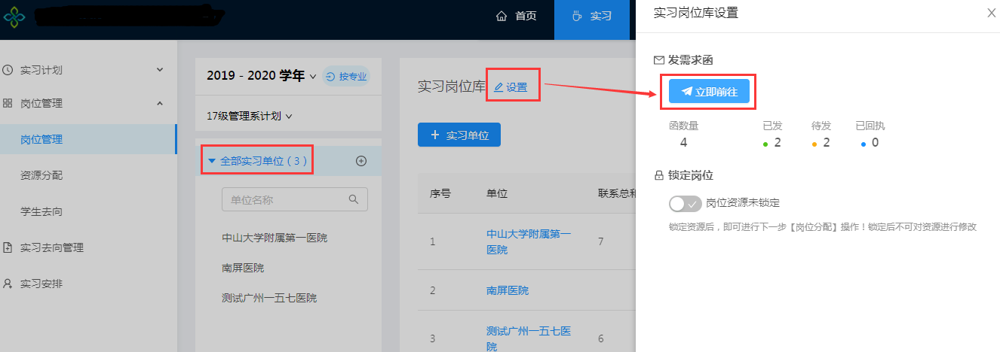 首页
实习
实习计划
岗位管理
岗位管理
资源分配
学生去向
实习去向管理
实习安排
2019 - 2020 学年
按专业
17级管理系计划
全部实习单位（3）
单位名称
中山大学附属第一医院
南屏医院
测试广州一五七医院
实习岗位库
设置
+ 实习单位
序号 单位 联系总和
1 中山大学附属第一 7
医院
2 南屏医院
3 测试广州一五七医 6
院
实习岗位库设置
发需求函
立即前往
函数量 已发 待发 已回执
4 2 2 0
锁定岗位
岗位资源未锁定
锁定资源后，即可进行下一步【岗位分配】操作！锁定后不可对资源进行修改